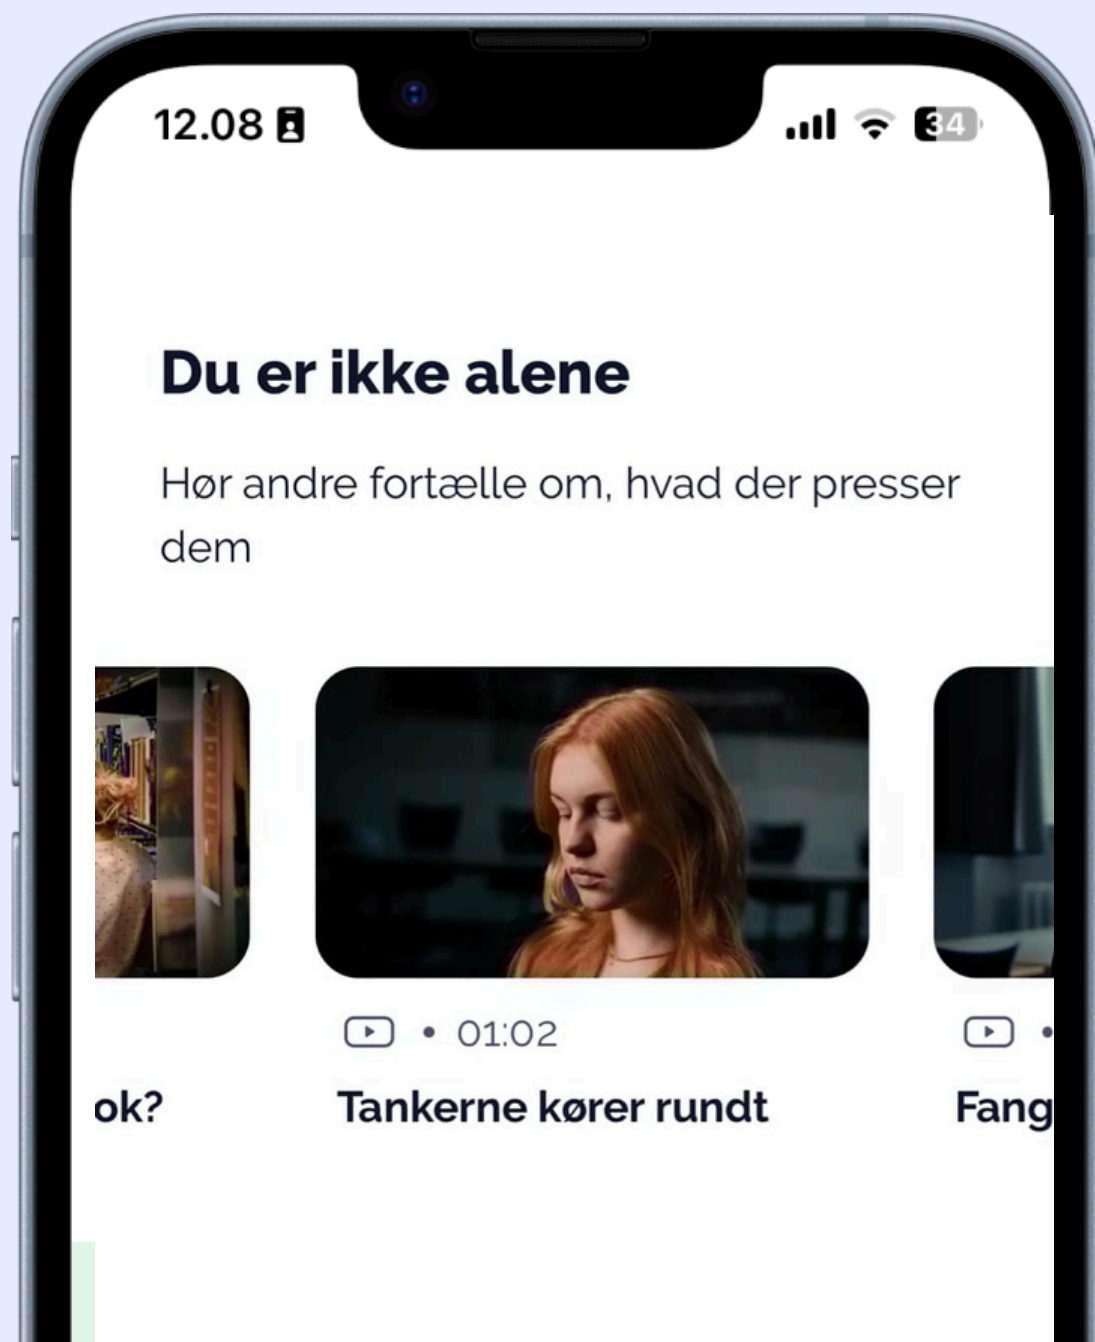 12.08
34
Du er ikke alene
Hør andre fortælle om, hvad der presser
dem
01:02
ok?
Tankerne kører rundt
Fang